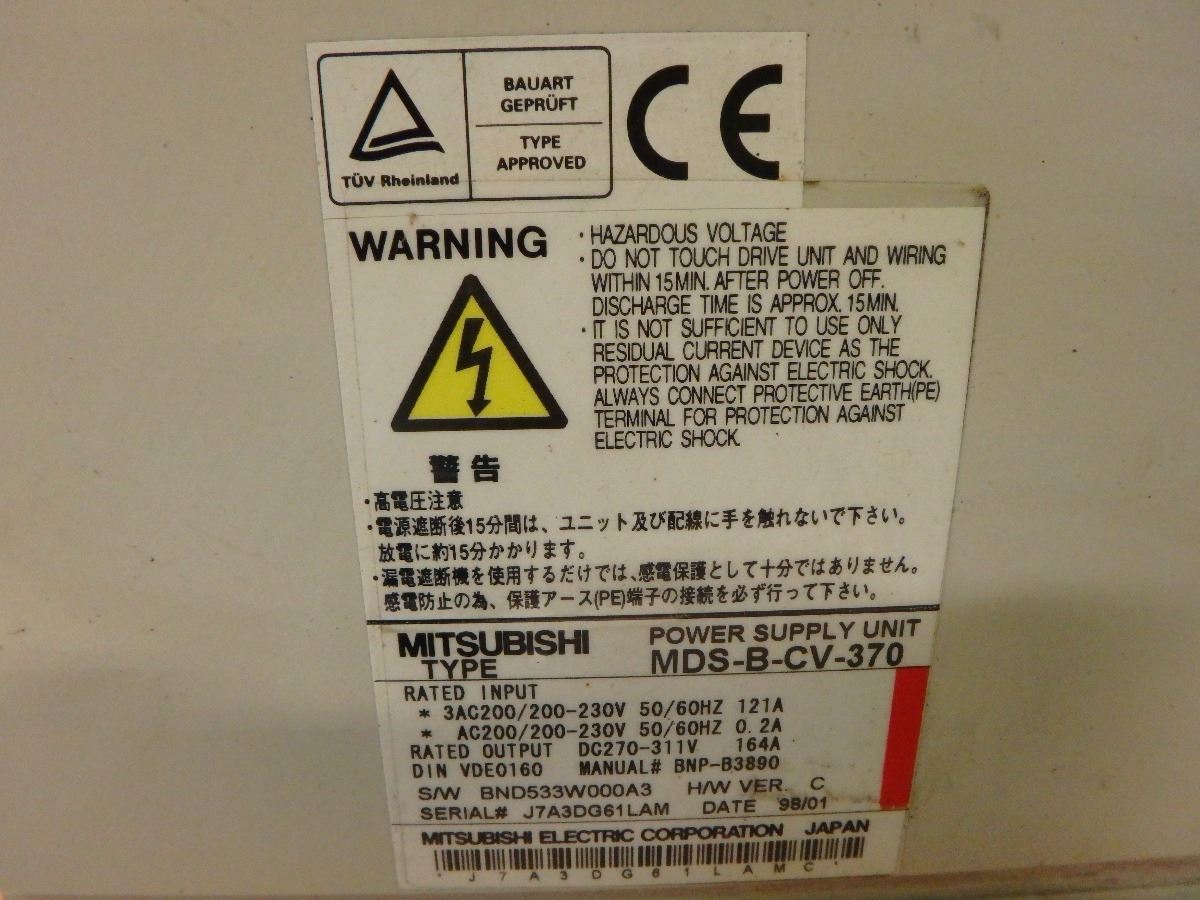 BAUART
GEPRÜFT
TYPE
APPROVED
TÜV Rheinland
CE
WARNING
· HAZARDOUS VOLTAGE
· DO NOT TOUCH DRIVE UNIT AND WIRING
WITHIN 15MIN. AFTER POWER OFF.
DISCHARGE TIME IS APPROX. 15MIN.
· IT IS NOT SUFFICIENT TO USE ONLY
RESIDUAL CURRENT DEVICE AS THE
PROTECTION AGAINST ELECTRIC SHOCK.
ALWAYS CONNECT PROTECTIVE EARTH(PE)
TERMINAL FOR PROTECTION AGAINST
ELECTRIC SHOCK.
警告
・高電圧注意
・電源遮断後15分間は、ユニット及び配線に手を触れないで下さい。
放電に約15分かかります。
・漏電遮断機を使用するだけでは、感電保護として十分ではありません。
感電防止の為、保護アース(PE)端子の接続を必ず行って下さい。
MITSUBISHI POWER SUPPLY UNIT
TYPE MDS-B-CV-370
RATED INPUT
* 3AC200/200-230V 50/60HZ 121A
* AC200/200-230V 50/60HZ 0.2A
RATED OUTPUT DC270-311V 164A
DIN VDE0160 MANUAL# BNP-B3890
S/W BND533W000A3 H/W VER. C
SERIAL# J7A3DG61LAM DATE 98/01
MITSUBISHI ELECTRIC CORPORATION JAPAN
* J 7 A 3 D G 6 1 L A M C *